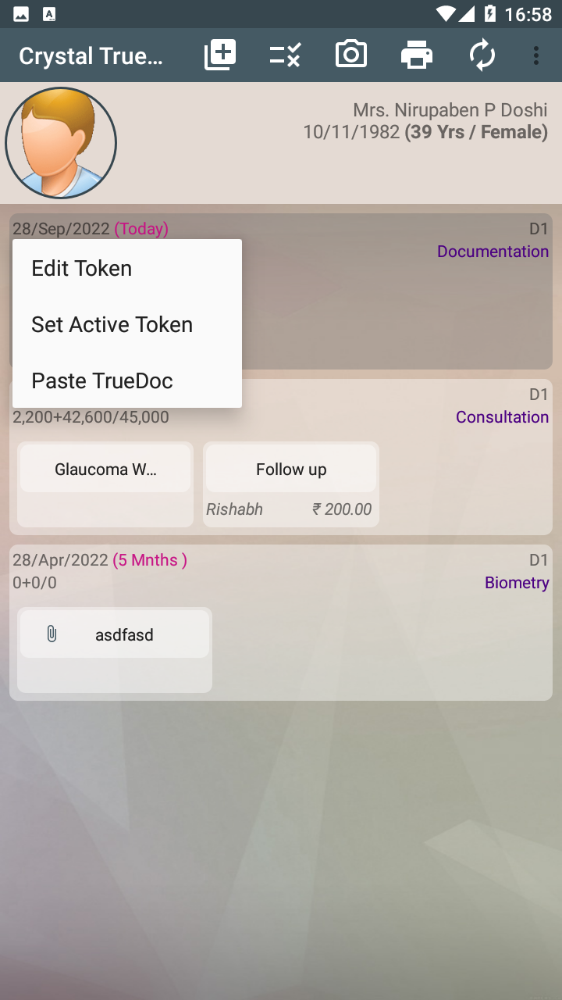 16:58
Crystal True...
Mrs. Nirupaben P Doshi
10/11/1982 (39 Yrs / Female)
28/Sep/2022 (Today) D1
Documentation
Edit Token
Set Active Token
Paste TrueDoc
D1
2,200+42,600/45,000 Consultation
Glaucoma W... Follow up
Rishabh ₹ 200.00
28/Apr/2022 (5 Mnths ) D1
0+0/0 Biometry
asdfasd